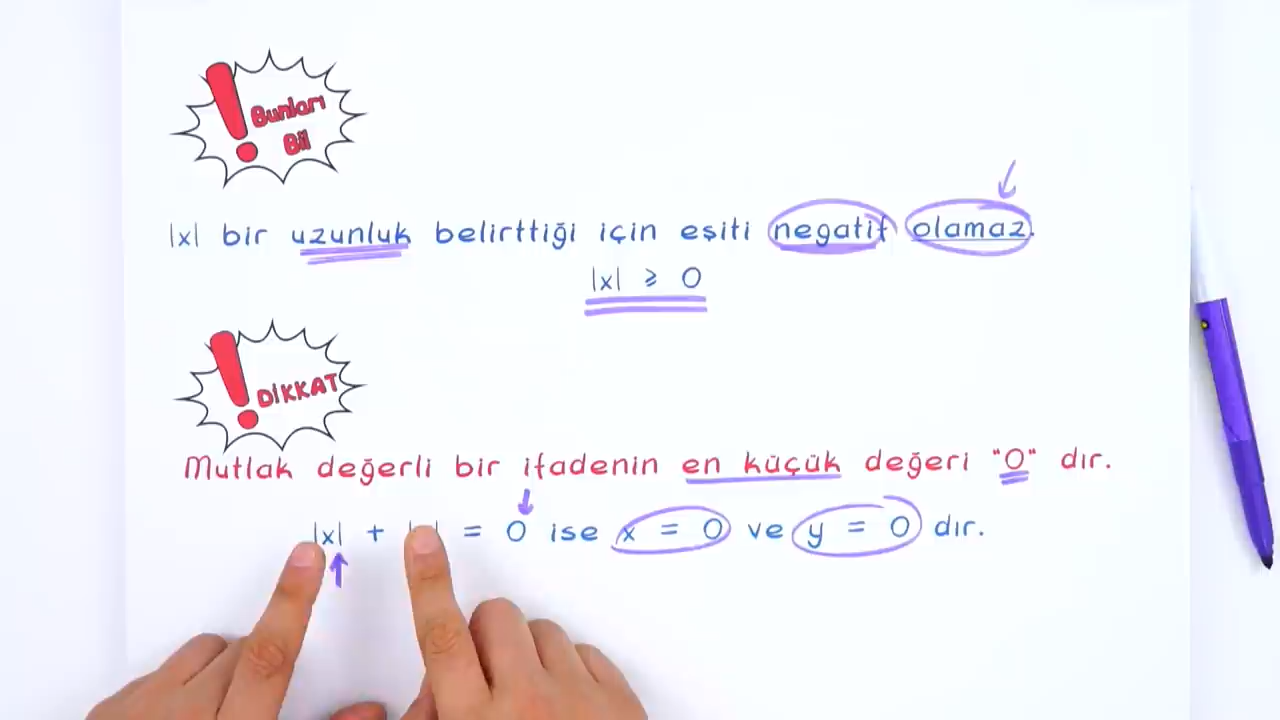 ! Bunları
Bil
|x| bir uzunluk belirttiği için eşiti negatif olamaz.
|x| ⩾ 0
! DİKKAT
Mutlak değerli bir ifadenin en küçük değeri "0" dır.
|x| + | | = 0 ise x = 0 ve y = 0 dır.